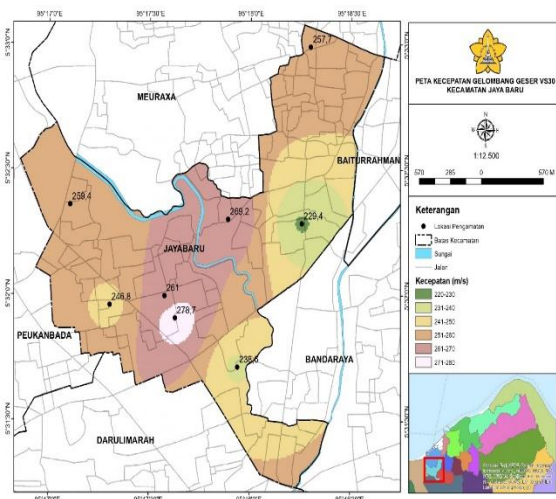 95°17'0"E 95°17'30"E 95°18'0"E 95°18'30"E
5°33'0"N
5°32'30"N
5°32'0"N
5°31'30"N
257,7
MEURAXA
BAITURRAHMAN
259,4
269,2
229,4
JAYABARU
246,8
261
278,7
PEUKANBADA
BANDARAYA
238,6
DARULIMARAH
PETA KECEPATAN GELOMBANG GESER VS30
KECAMATAN JAYA BARU
1:12.500
570 285 0 570 M
Keterangan
Lokasi Pengamatan
Batas Kecamatan
Sungai
Jalan
Kecepatan (m/s)
220-230
231-240
241-250
251-260
261-270
271-280